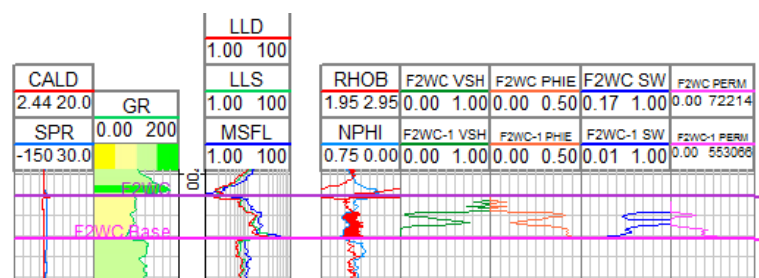 LLD
1.00 100
CALD
2.44 20.0
GR
0.00 200
LLS
1.00 100
RHOB
1.95 2.95
F2WC VSH
0.00 1.00
F2WC PHIE
0.00 0.50
F2WC SW
0.17 1.00
F2WC PERM
0.00 72214
SPR
-150 30.0
MSFL
1.00 100
NPHI
0.75 0.00
F2WC-1 VSH
0.00 1.00
F2WC-1 PHIE
0.00 0.50
F2WC-1 SW
0.01 1.00
F2WC-1 PERM
0.00 553066
F2WC
F2WC Base